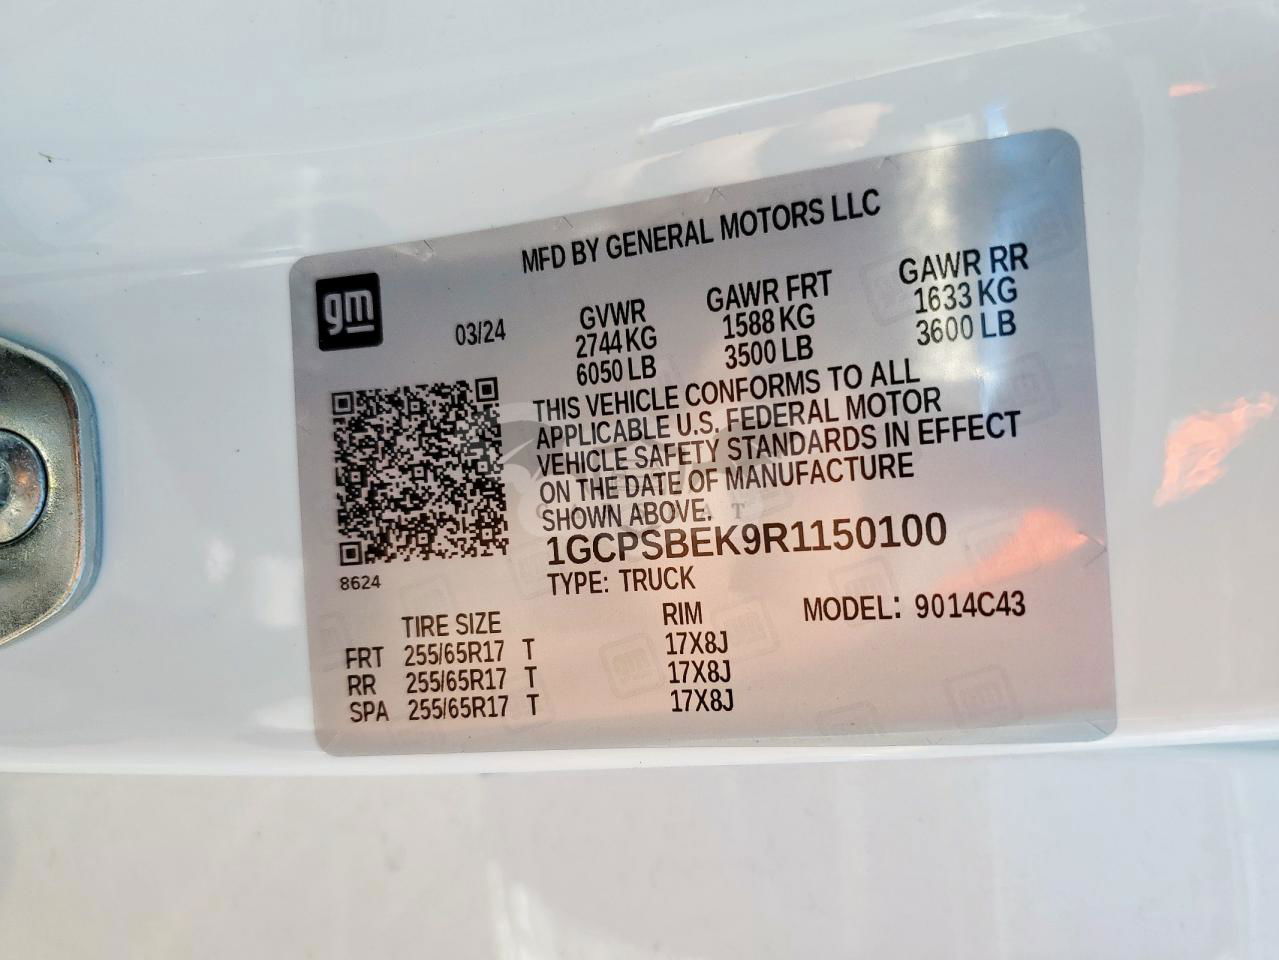 MFD BY GENERAL MOTORS LLC
gm
03/24
GVWR GAWR FRT GAWR RR
2744 KG 1588 KG 1633 KG
6050 LB 3500 LB 3600 LB
THIS VEHICLE CONFORMS TO ALL
APPLICABLE U.S. FEDERAL MOTOR
VEHICLE SAFETY STANDARDS IN EFFECT
ON THE DATE OF MANUFACTURE
SHOWN ABOVE.
1GCPSBEK9R1150100
8624
TYPE: TRUCK
MODEL: 9014C43
TIRE SIZE RIM
FRT 255/65R17 T 17X8J
RR 255/65R17 T 17X8J
SPA 255/65R17 T 17X8J